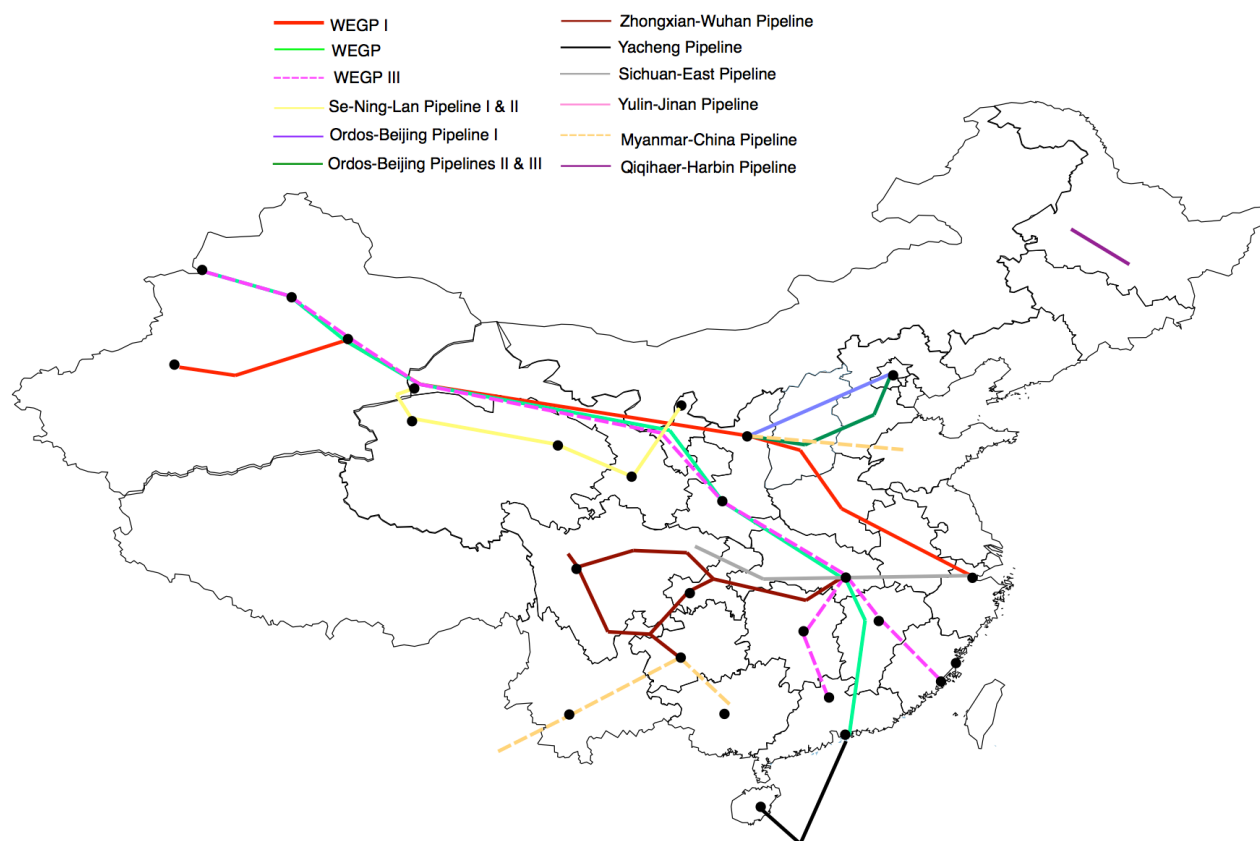 WEGP I
WEGP
WEGP III
Se-Ning-Lan Pipeline I & II
Ordos-Beijing Pipeline I
Ordos-Beijing Pipelines II & III
Zhongxian-Wuhan Pipeline
Yacheng Pipeline
Sichuan-East Pipeline
Yulin-Jinan Pipeline
Myanmar-China Pipeline
Qiqihaer-Harbin Pipeline